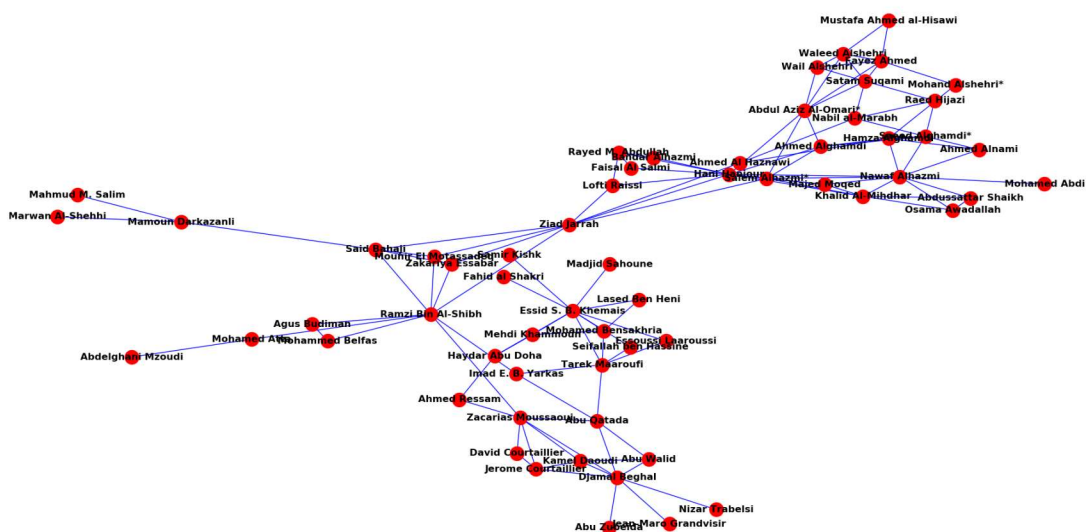 Mustafa Ahmed al-Hisawi
Waleed Alshehri
Fayez Ahmed
Wail Alshehri
Satam Suqami
Mohand Alshehri*
Raed Hijazi
Abdul Aziz Al-Omari*
Nabil al-Marabh
Hamza Alghamdi
Saeed Alghamdi*
Ahmed Alghamdi
Ahmed Alnami
Rayed M. Abdullah
Bandar Alhazmi
Ahmed Al Haznawi
Faisal Al Salmi
Hani Hanjour
Salem Alhazmi*
Nawaf Alhazmi
Majed Moqed
Mohamed Abdi
Lofti Raissi
Khalid Al-Mihdhar
Abdussattar Shaikh
Osama Awadallah
Mahmud M. Salim
Marwan Al-Shehhi
Mamoun Darkazanli
Ziad Jarrah
Said Bahaji
Mounir El Motassadeq
Zakariya Essabar
Samir Kishk
Fahid al Shakri
Madjid Sahoune
Lased Ben Heni
Essid S. B. Khemais
Ramzi Bin Al-Shibh
Agus Budiman
Mohamed Atta
Mohammed Belfas
Abdelghani Mzoudi
Mehdi Khammoun
Mohamed Bensakhria
Essoussi Laaroussi
Seifallah Ben Hassine
Haydar Abu Doha
Tarek Maaroufi
Imad E. B. Yarkas
Ahmed Ressam
Zacarias Moussaoui
Abu Qatada
David Courtaillier
Kamel Daoudi
Abu Walid
Jerome Courtaillier
Djamal Beghal
Nizar Trabelsi
Abu Zubeida
Jean-Marc Grandvisir